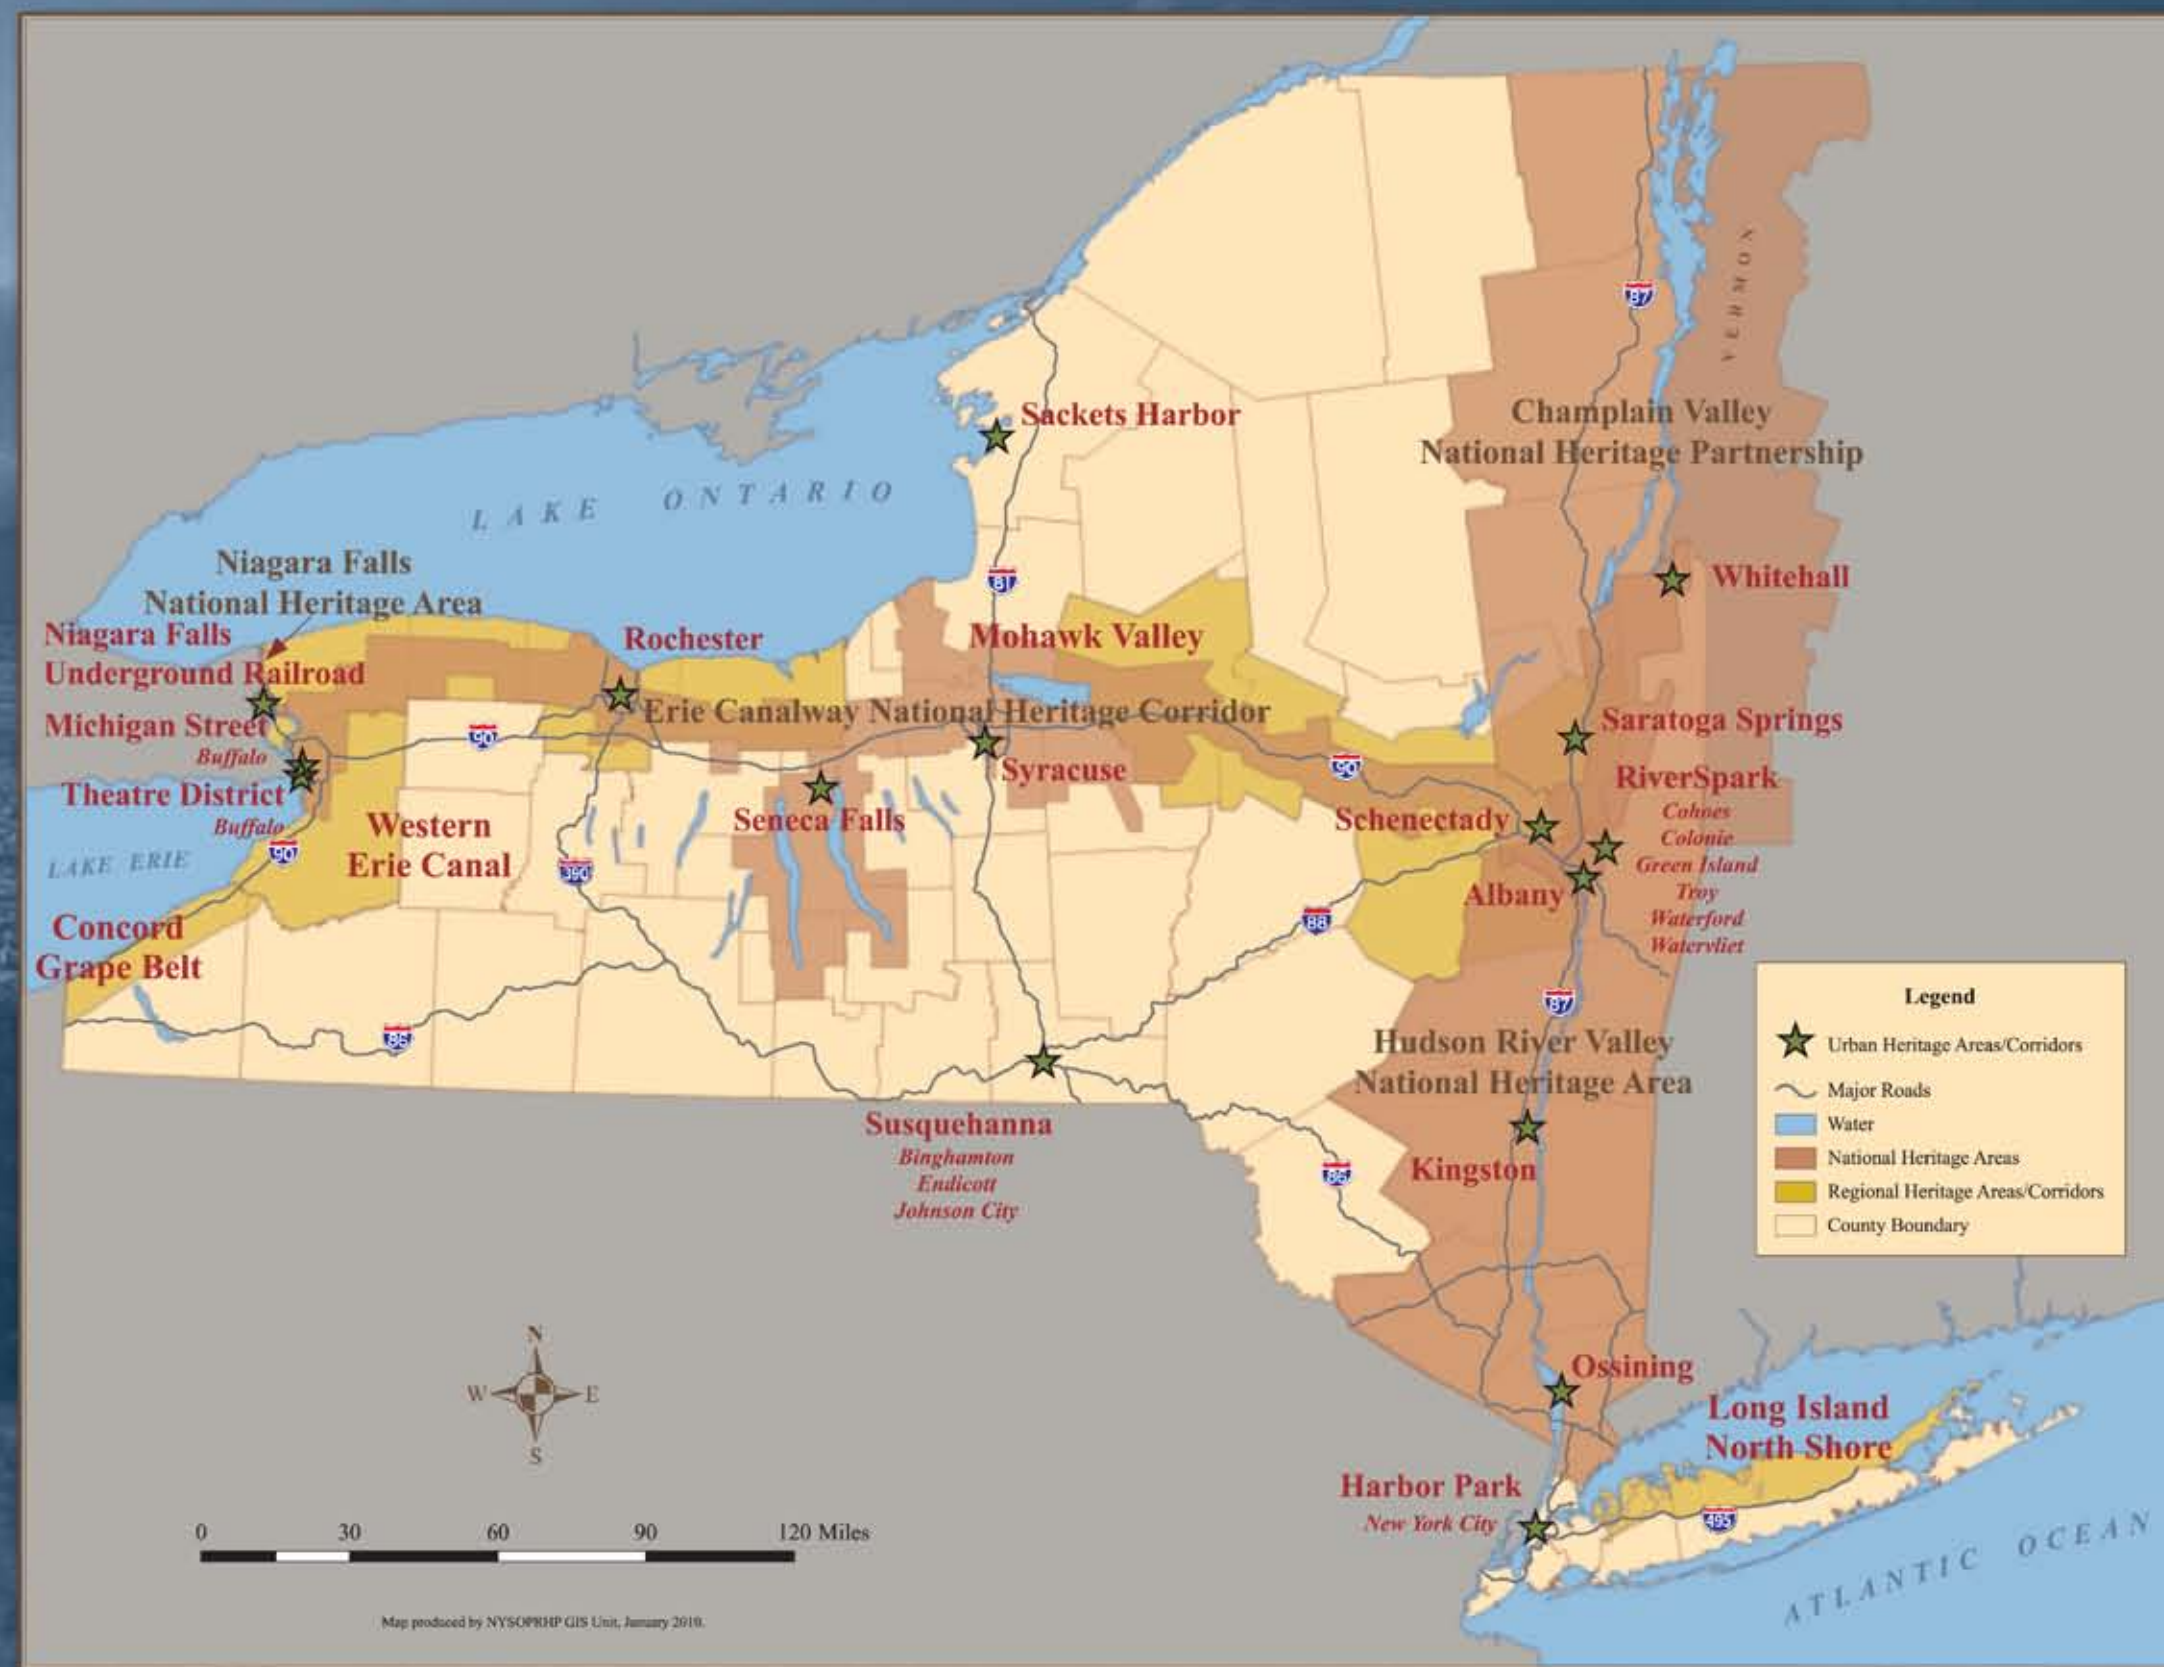 Sackets Harbor
87
VERMON
Champlain Valley
National Heritage Partnership
LAKE ONTARIO
Niagara Falls
National Heritage Area
81
Whitehall
Niagara Falls
Underground Railroad
Rochester
Mohawk Valley
Michigan Street
Buffalo
90
Erie Canalway National Heritage Corridor
Saratoga Springs
90
Syracuse
RiverSpark
Cohoes
Colonie
Green Island
Troy
Waterford
Watervliet
Theatre District
Buffalo
Western
Erie Canal
Seneca Falls
Schenectady
LAKE ERIE
90
390
Albany
88
Concord
Grape Belt
87
86
Hudson River Valley
National Heritage Area
Susquehanna
Binghamton
Endicott
Johnson City
86
Kingston
Legend
Urban Heritage Areas/Corridors
Major Roads
Water
National Heritage Areas
Regional Heritage Areas/Corridors
County Boundary
N
W E
S
Ossining
Long Island
North Shore
Harbor Park
New York City
495
ATLANTIC OCEAN
0 30 60 90 120 Miles
Map produced by NYSOPRHP GIS Unit, January 2010.